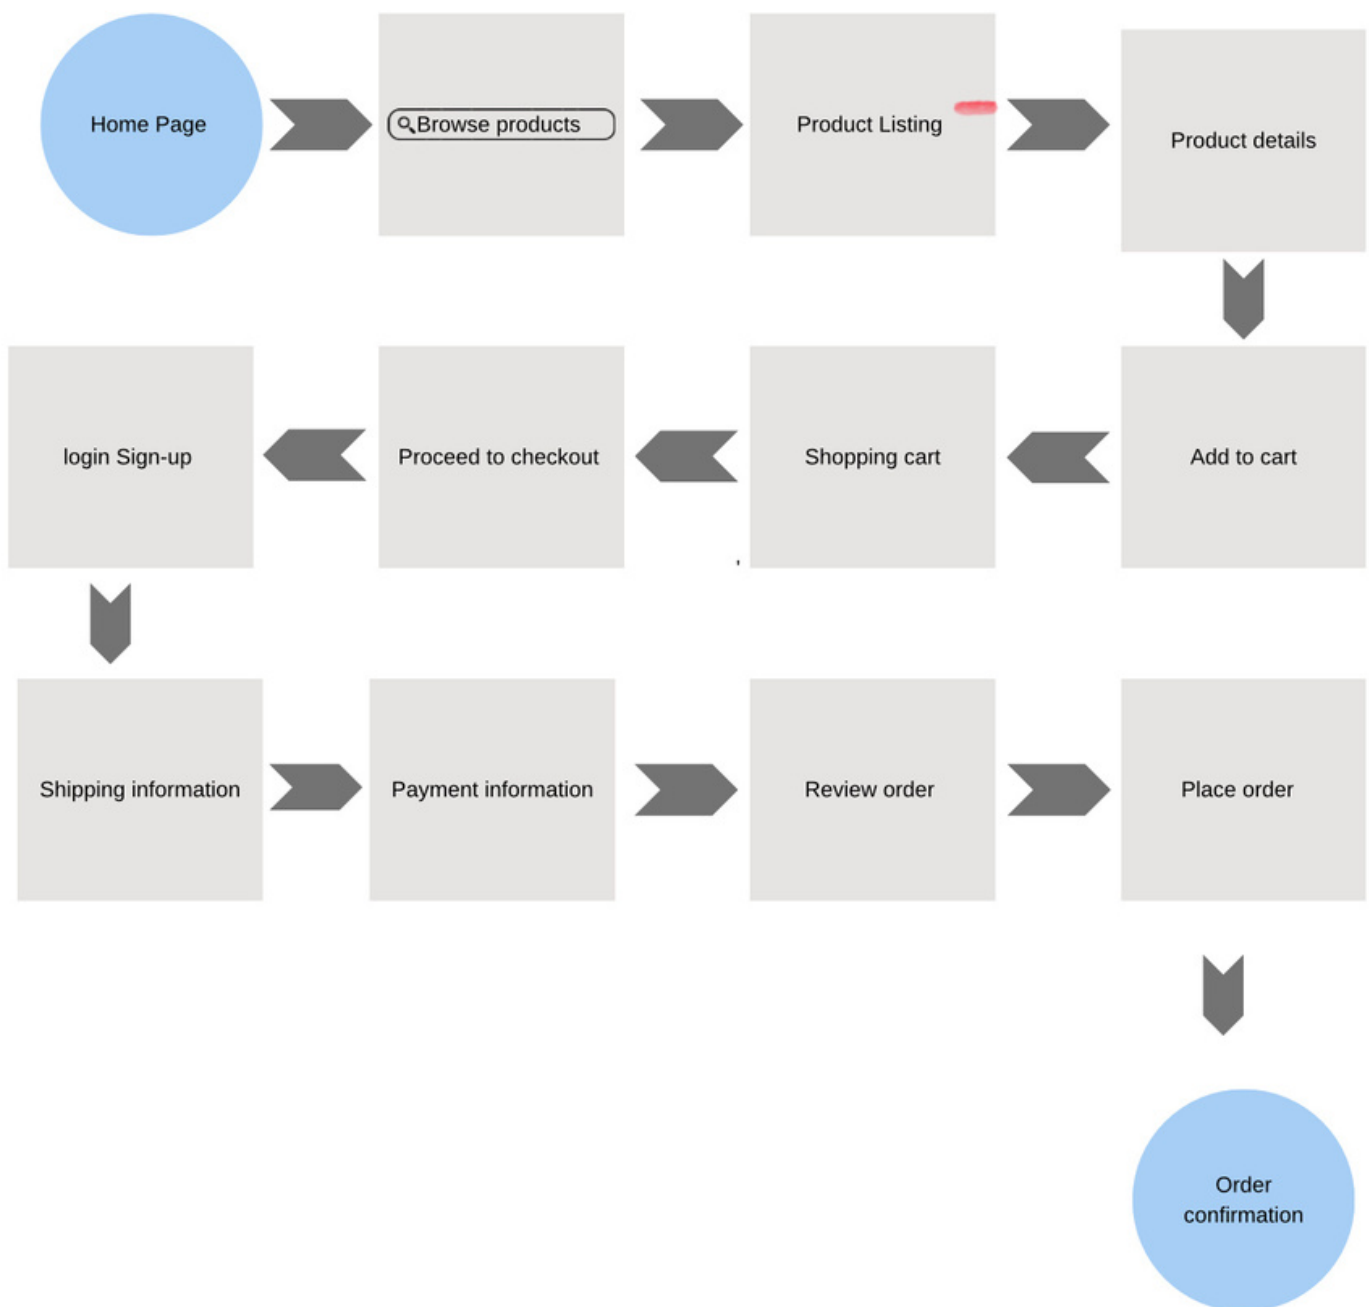 Home Page
Browse products
Product Listing
Product details
Add to cart
Shopping cart
Proceed to checkout
login Sign-up
Shipping information
Payment information
Review order
Place order
Order
confirmation